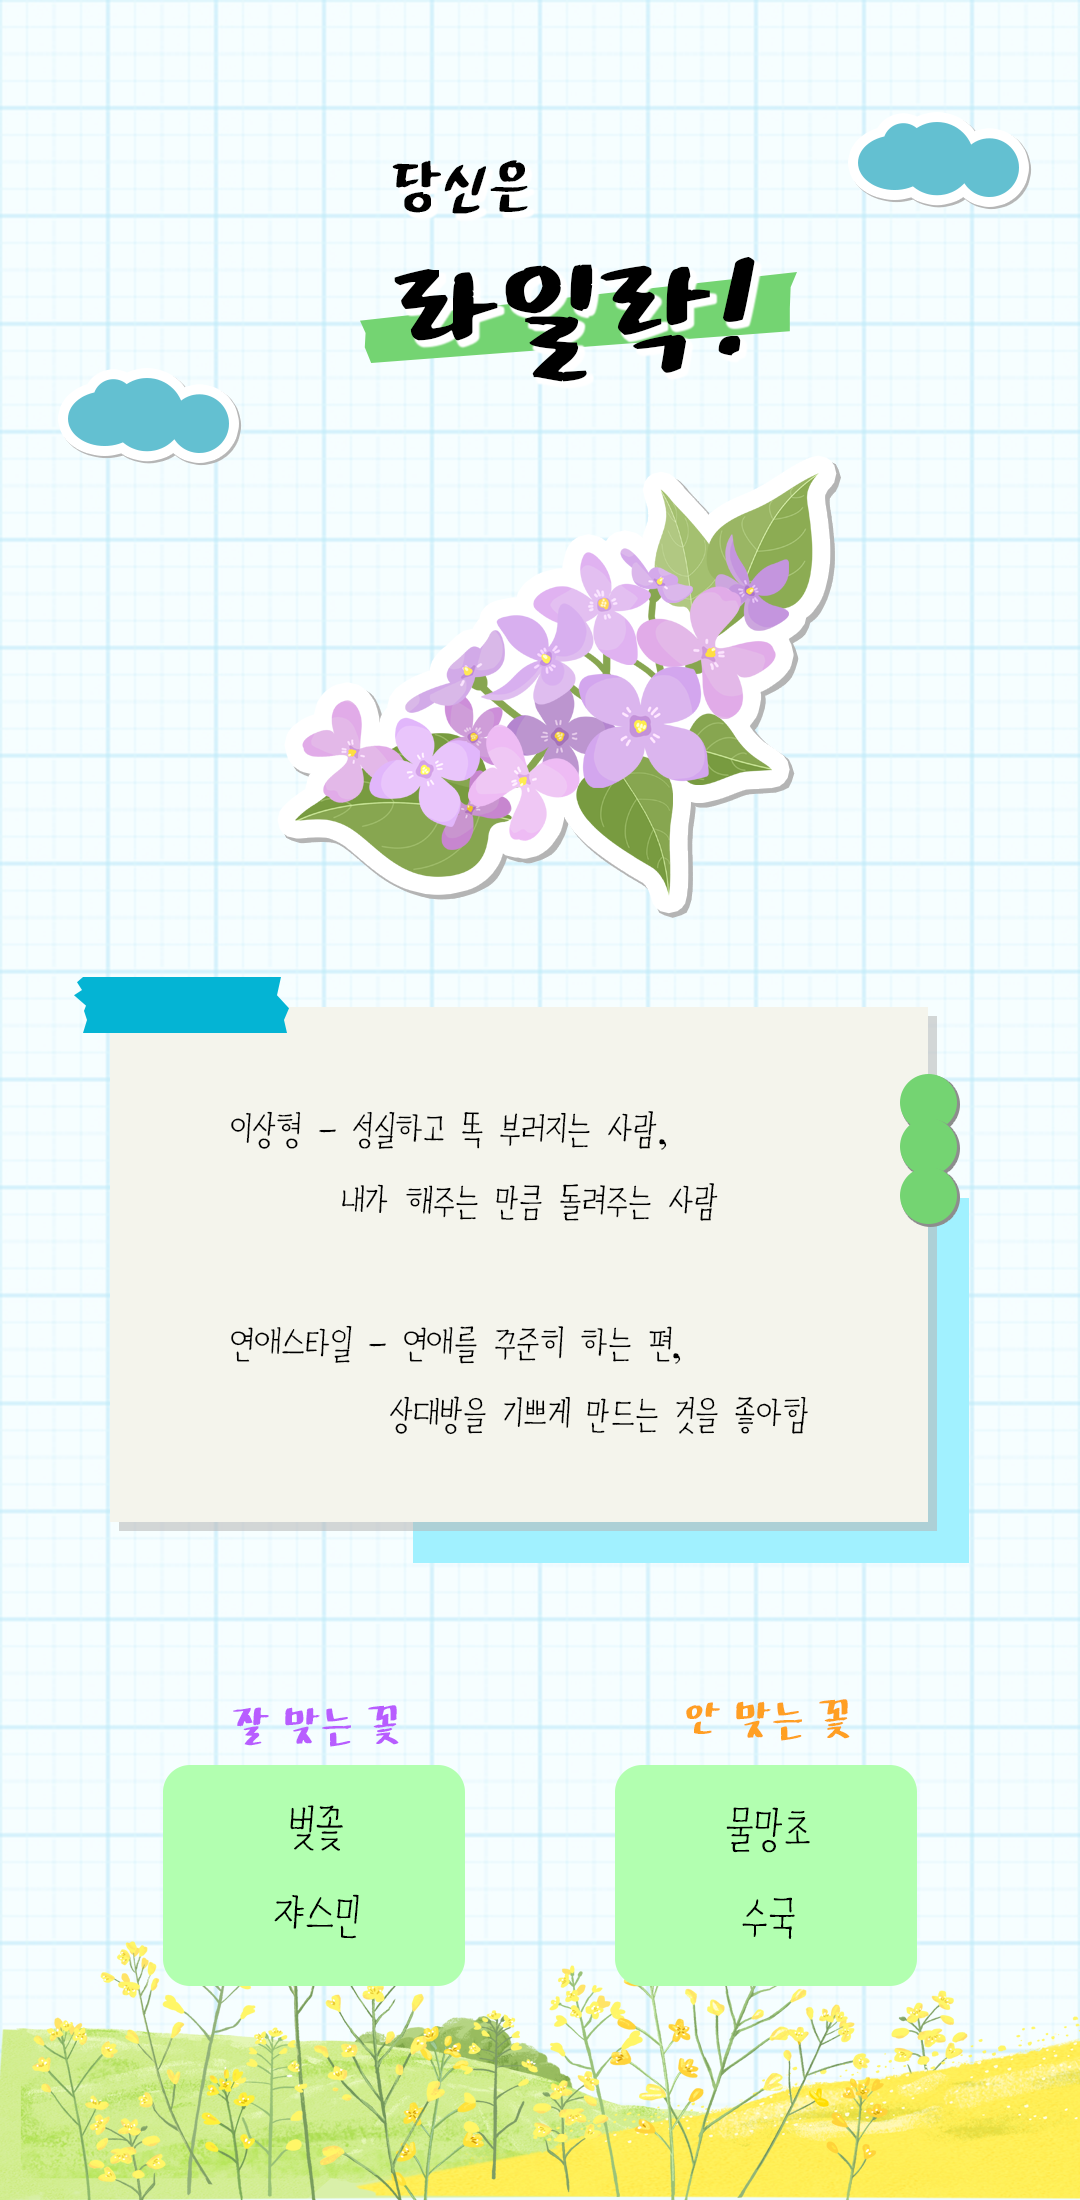 당신은
라일락!
이상형 - 성실하고 똑 부러지는 사람,
내가 해주는 만큼 돌려주는 사람
연애스타일 - 연애를 꾸준히 하는 편,
상대방을 기쁘게 만드는 것을 좋아함
잘 맞는 꽃
안 맞는 꽃
벚꽃
쟈스민
물망초
수국